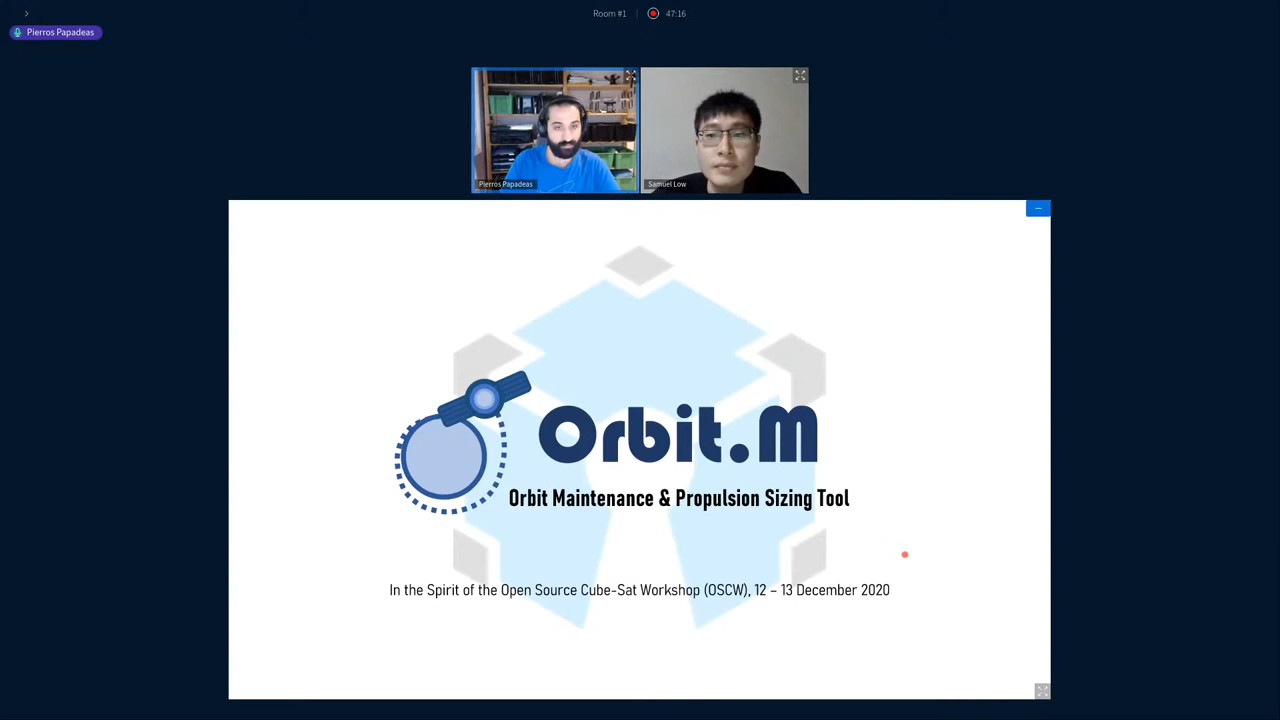 Room #1
47:16
Pierros Papadeas
Pierros Papadeas
Samuel Low
Orbit.M
Orbit Maintenance & Propulsion Sizing Tool
In the Spirit of the Open Source Cube-Sat Workshop (OSCW), 12 – 13 December 2020